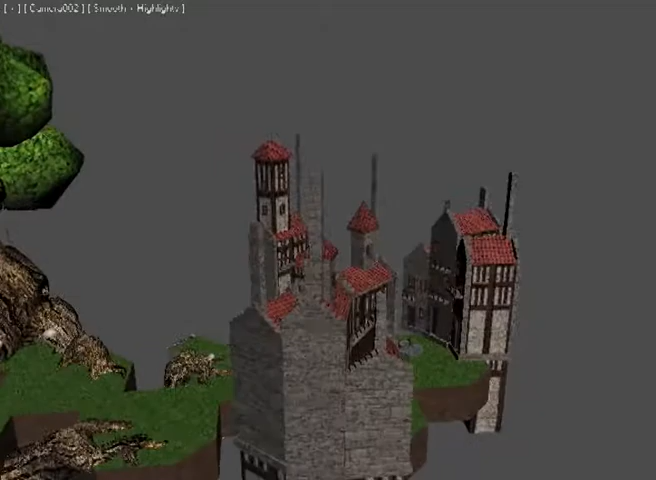 [ + ] [ Camera002 ] [ Smooth + Highlights ]